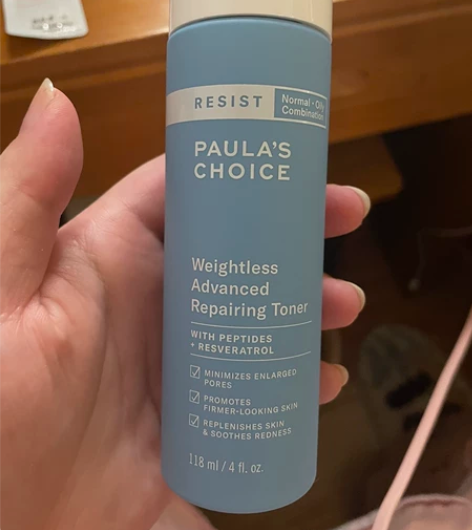 RESIST
Normal - Oily
Combination
PAULA'S
CHOICE
Weightless
Advanced
Repairing Toner
WITH PEPTIDES
+ RESVERATROL
MINIMIZES ENLARGED
PORES
PROMOTES
FIRMER-LOOKING SKIN
REPLENISHES SKIN
& SOOTHES REDNESS
118 ml / 4 fl. oz.